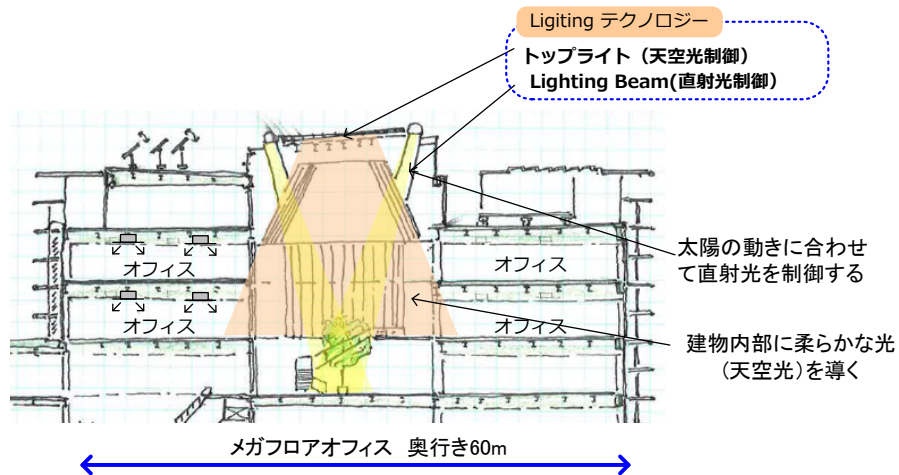 Ligiting テクノロジー
トップライト（天空光制御）
Lighting Beam(直射光制御）
太陽の動きに合わせ
て直射光を制御する
オフィス
オフィス
オフィス
オフィス
建物内部に柔らかな光
（天空光）を導く
メガフロアオフィス 奥行き60m